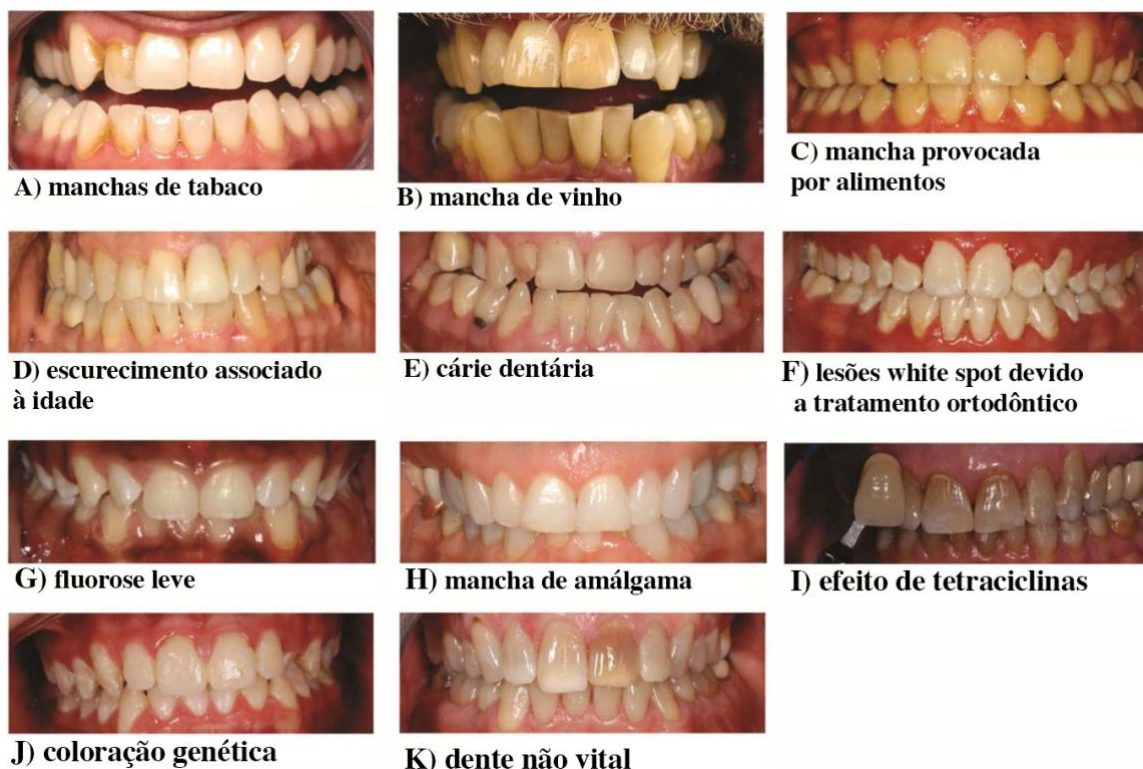 A) manchas de tabaco
B) mancha de vinho
C) mancha provocada
por alimentos
D) escurecimento associado
à idade
E) cárie dentária
F) lesões white spot devido
a tratamento ortodôntico
G) fluorose leve
H) mancha de amálgama
I) efeito de tetraciclinas
J) coloração genética
K) dente não vital